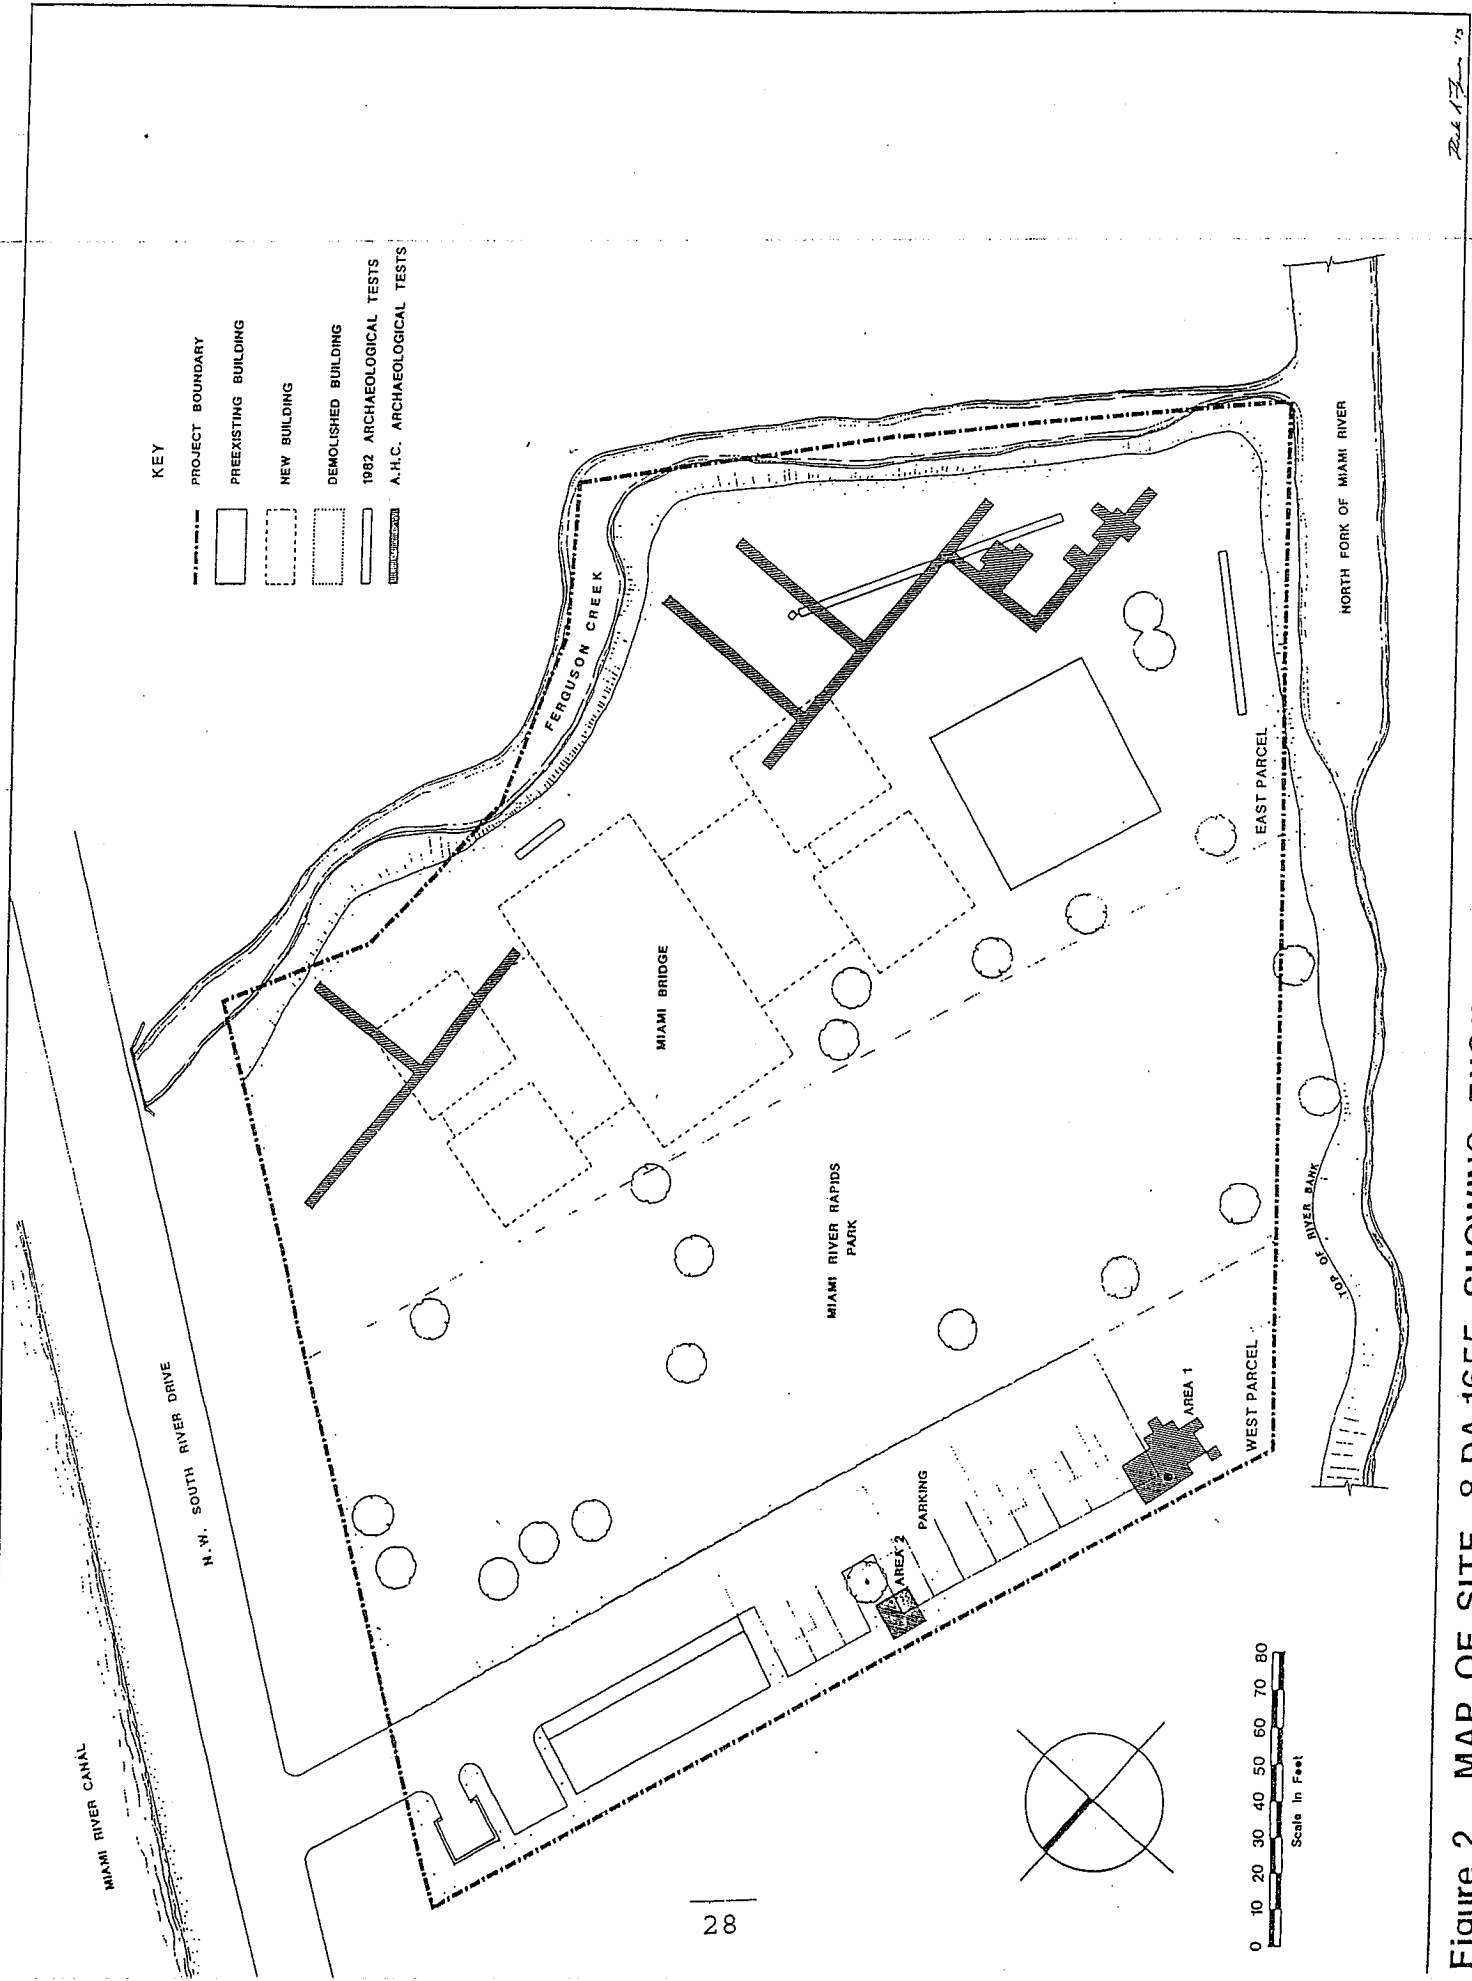 KEY
PROJECT BOUNDARY
PREEXISTING BUILDING
NEW BUILDING
DEMOLISHED BUILDING
1982 ARCHAEOLOGICAL TESTS
A.H.C. ARCHAEOLOGICAL TESTS
MIAMI RIVER CANAL
N.W. SOUTH RIVER DRIVE
FERGUSON CREEK
MIAMI BRIDGE
MIAMI RIVER RAPIDS
PARK
PARKING
AREA 2
AREA 1
WEST PARCEL
EAST PARCEL
TOP OF RIVER BANK
NORTH FORK OF MIAMI RIVER
0 10 20 30 40 50 60 70 80
Scale In Feet
28
Figure 2 MAP OF SITE 8 DA 1655 SHOWING